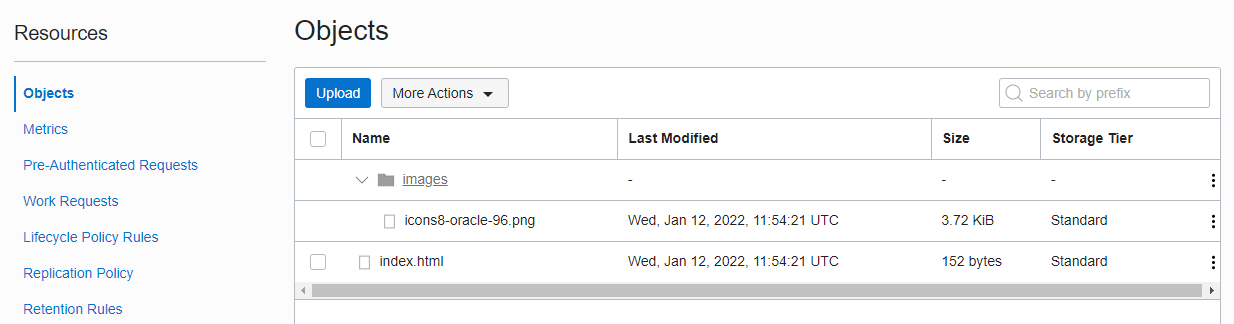 Resources
Objects
Metrics
Pre-Authenticated Requests
Work Requests
Lifecycle Policy Rules
Replication Policy
Retention Rules
Objects
Upload More Actions Search by prefix
Name Last Modified Size Storage Tier
images - - -
icons8-oracle-96.png Wed, Jan 12, 2022, 11:54:21 UTC 3.72 KiB Standard
index.html Wed, Jan 12, 2022, 11:54:21 UTC 152 bytes Standard